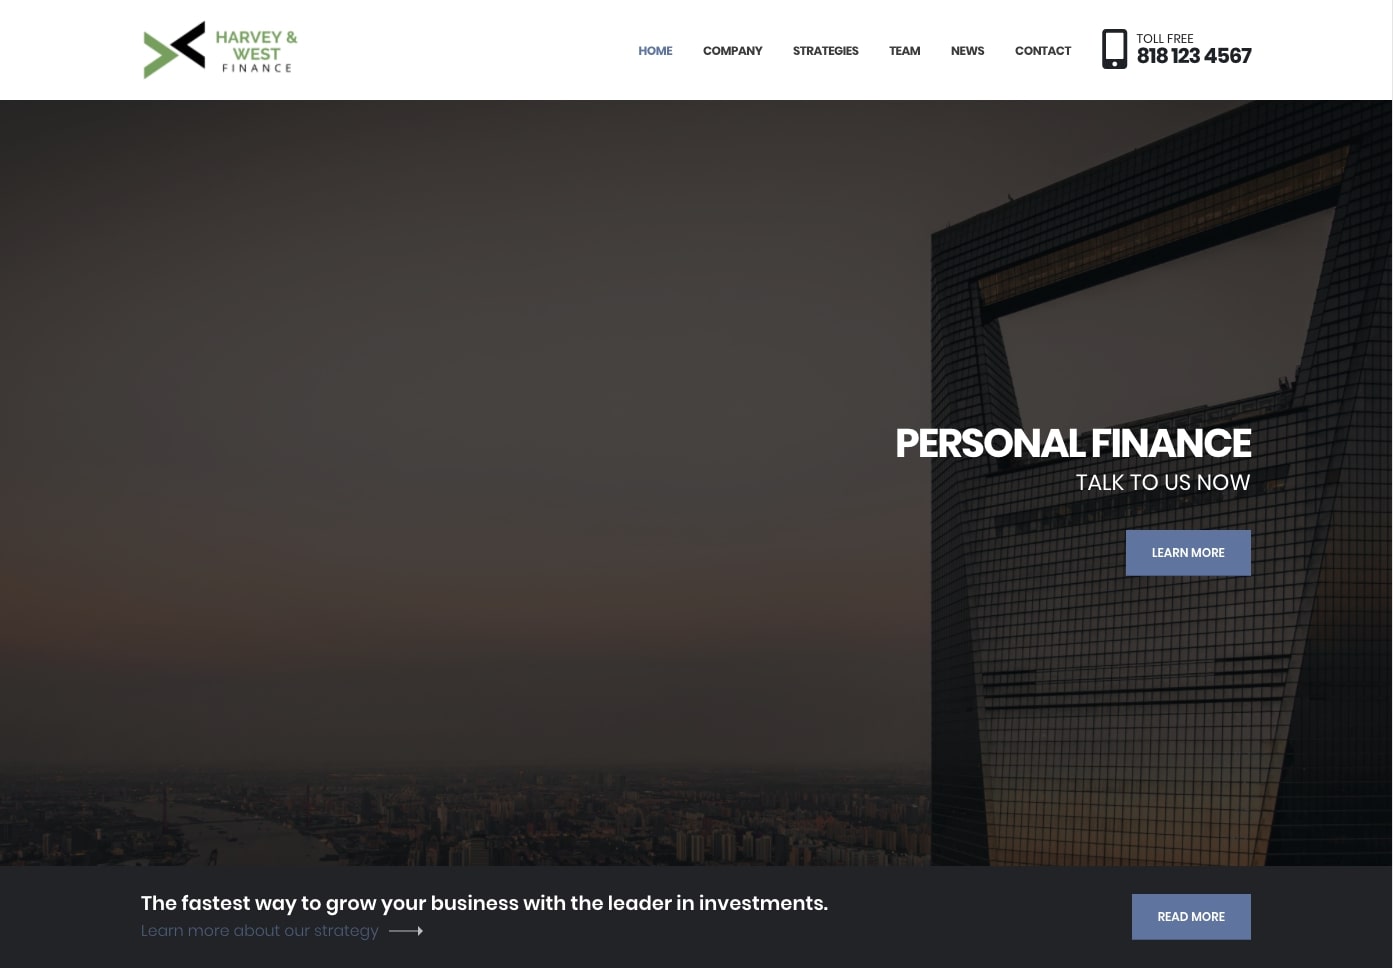 HARVEY &
WEST
FINANCE
HOME COMPANY STRATEGIES TEAM NEWS CONTACT
TOLL FREE
818 123 4567
PERSONAL FINANCE
TALK TO US NOW
LEARN MORE
The fastest way to grow your business with the leader in investments.
Learn more about our strategy
READ MORE